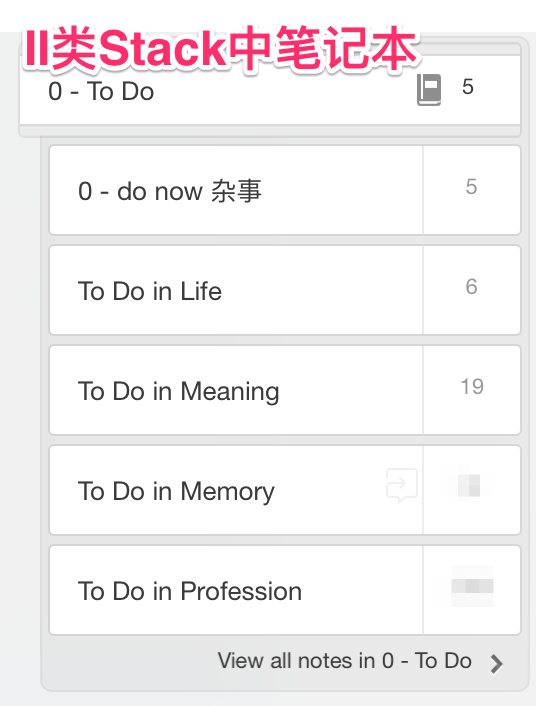 II类Stack中笔记本
0 - To Do 5
0 - do now 杂事 5
To Do in Life 6
To Do in Meaning 19
To Do in Memory
To Do in Profession
View all notes in 0 - To Do